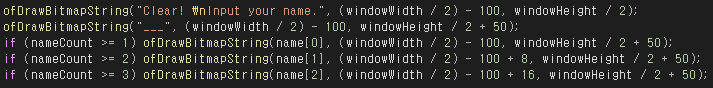 ofDrawBitmapString("Clear! ₩nInput your name.", (windowWidth / 2) - 100, windowHeight / 2);
ofDrawBitmapString("___", (windowWidth / 2) - 100, windowHeight / 2 + 50);
if (nameCount >= 1) ofDrawBitmapString(name[0], (windowWidth / 2) - 100, windowHeight / 2 + 50);
if (nameCount >= 2) ofDrawBitmapString(name[1], (windowWidth / 2) - 100 + 8, windowHeight / 2 + 50);
if (nameCount >= 3) ofDrawBitmapString(name[2], (windowWidth / 2) - 100 + 16, windowHeight / 2 + 50);